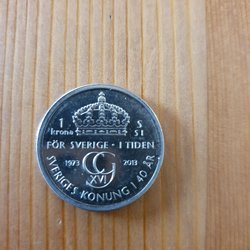 1 S
krona SI
FÖR SVERIGE · I TIDEN
1973 2013
CG
XVI
SVERIGES KONUNG I 40 ÅR